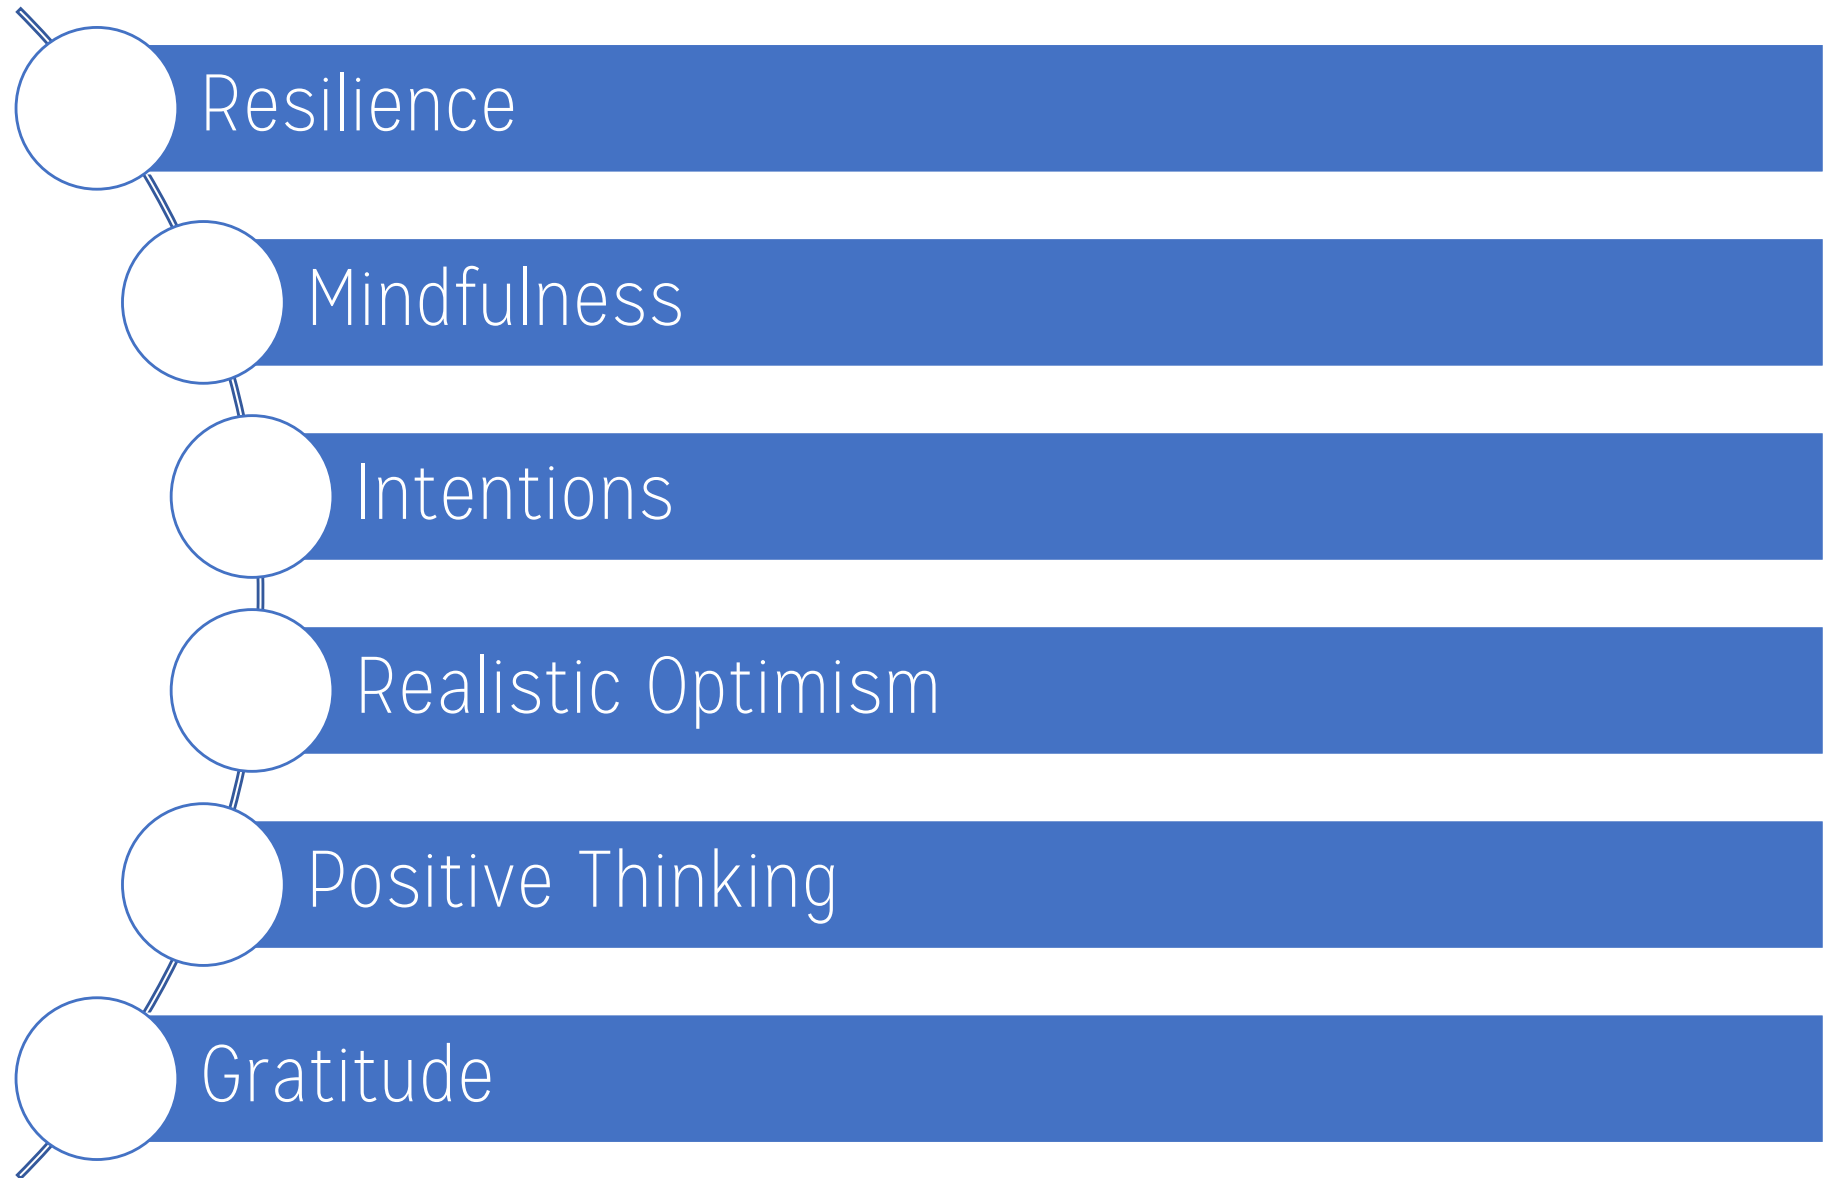 Resilience
Mindfulness
Intentions
Realistic Optimism
Positive Thinking
Gratitude